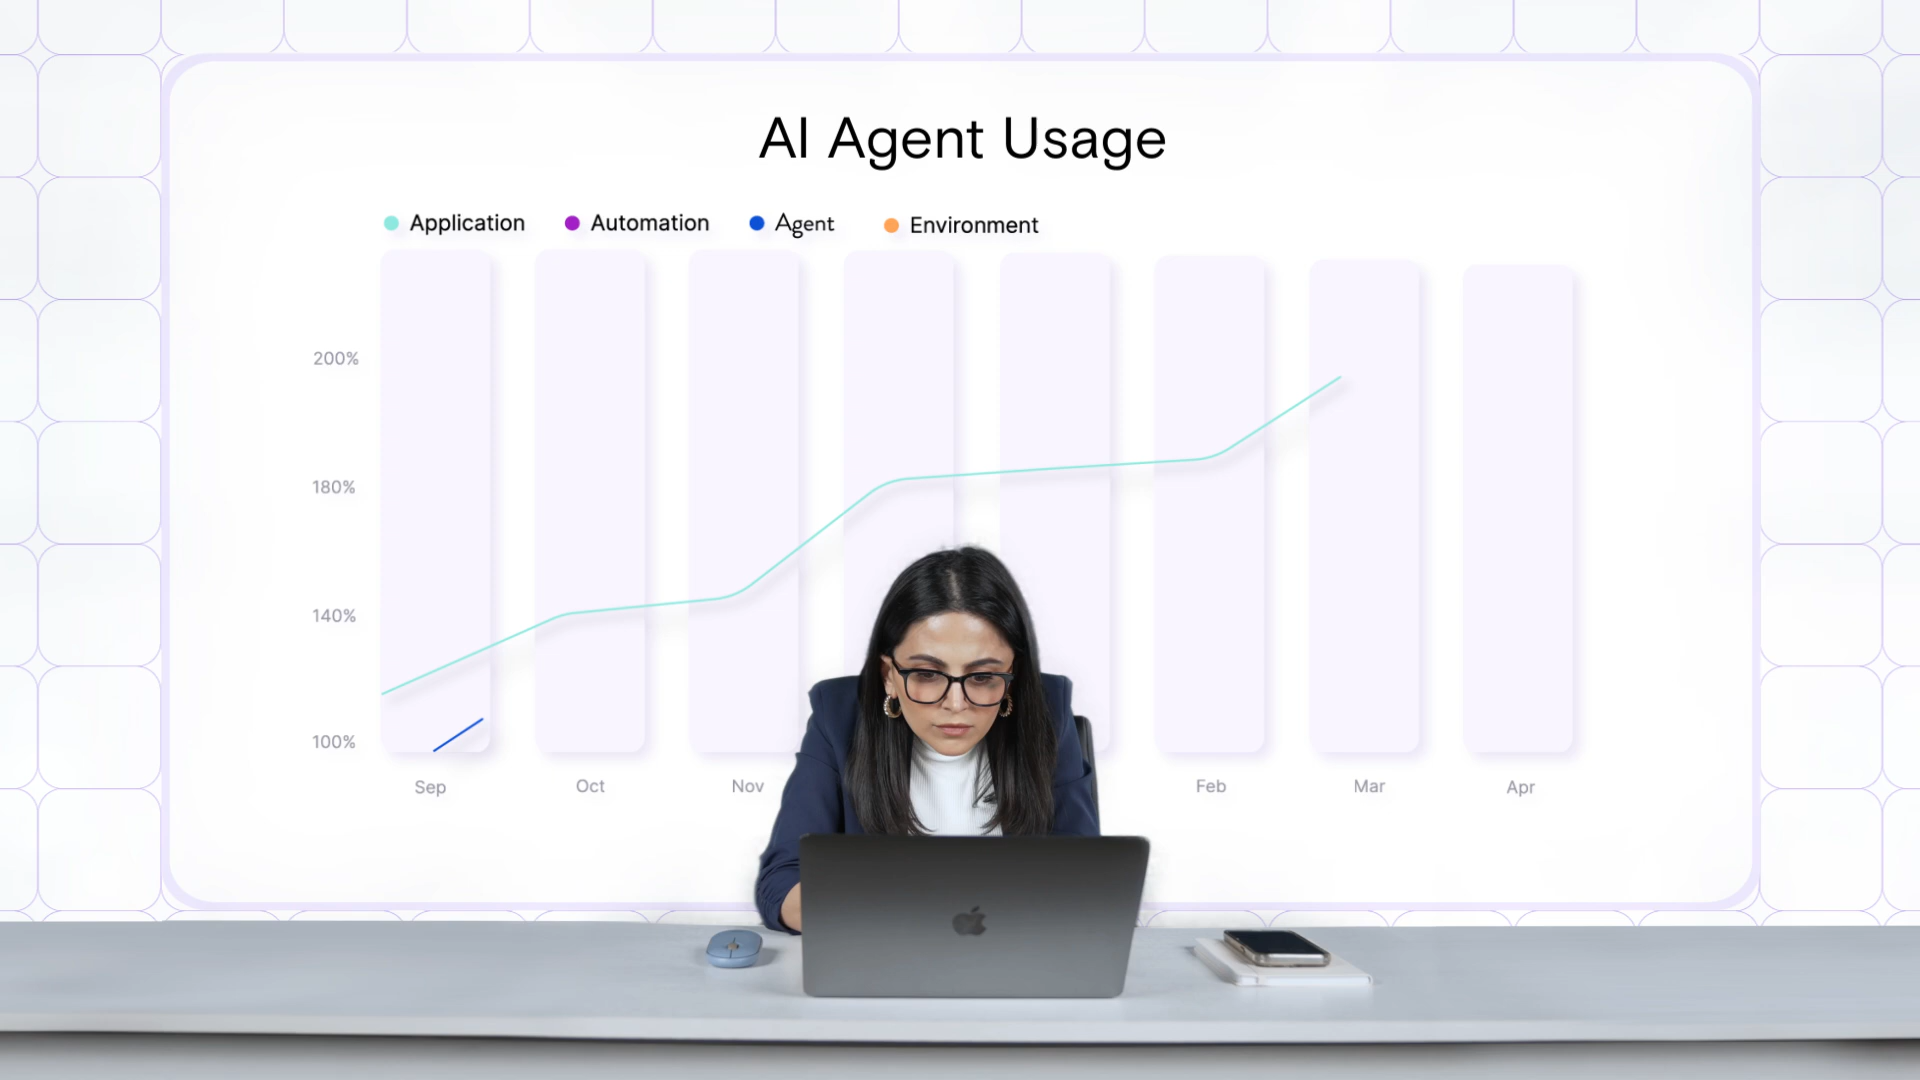 AI Agent Usage
Application Automation Agent Environment
200%
180%
140%
100%
Sep Oct Nov Feb Mar Apr